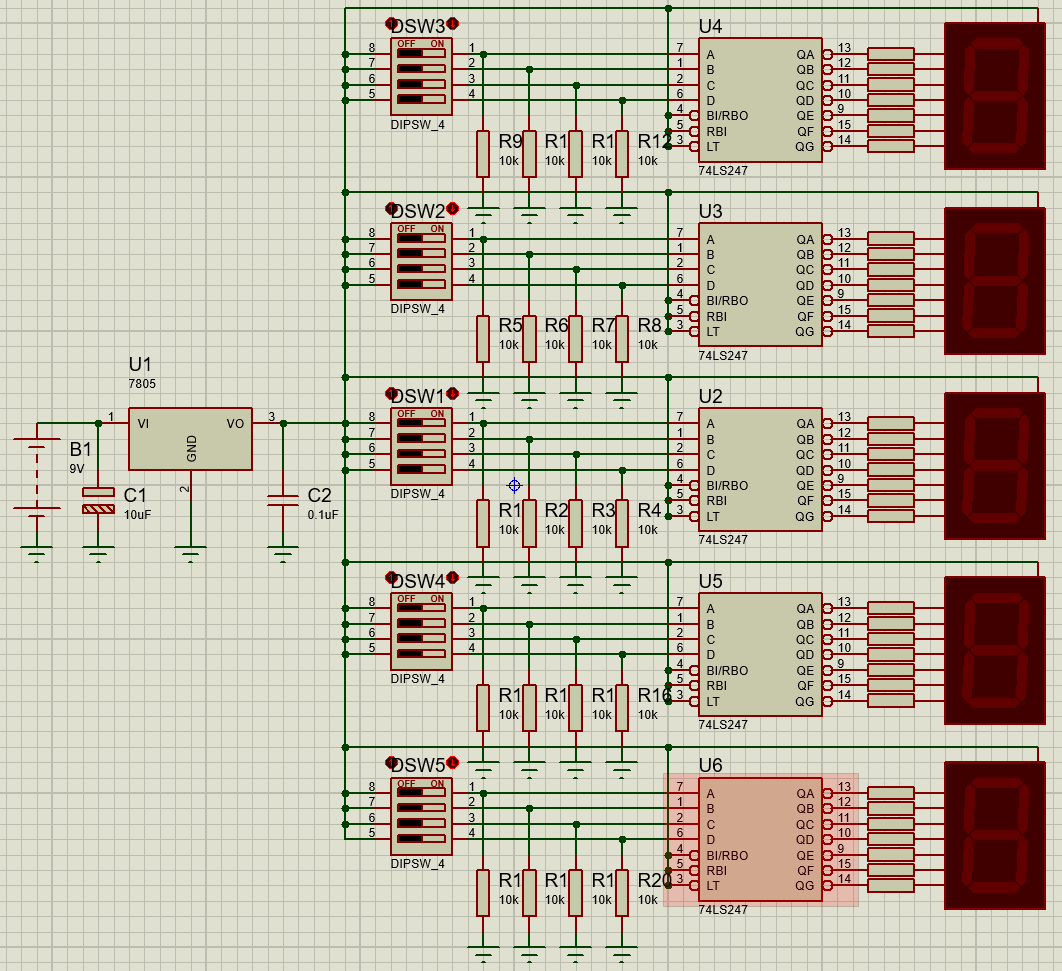 DSW3
OFF ON
8 1
7 2
6 3
5 4
DIPSW_4
R9 R1 R1 R12
10k 10k 10k 10k
U4
7 A QA 13
1 B QB 12
2 C QC 11
6 D QD 10
4 BI/RBO QE 9
5 RBI QF 15
3 LT QG 14
74LS247
DSW2
OFF ON
8 1
7 2
6 3
5 4
DIPSW_4
R5 R6 R7 R8
10k 10k 10k 10k
U3
7 A QA 13
1 B QB 12
2 C QC 11
6 D QD 10
4 BI/RBO QE 9
5 RBI QF 15
3 LT QG 14
74LS247
U1
7805
1 VI VO 3
GND
2
B1
9V
C1
10uF
C2
0.1uF
DSW1
OFF ON
8 1
7 2
6 3
5 4
DIPSW_4
R1 R2 R3 R4
10k 10k 10k 10k
U2
7 A QA 13
1 B QB 12
2 C QC 11
6 D QD 10
4 BI/RBO QE 9
5 RBI QF 15
3 LT QG 14
74LS247
DSW4
OFF ON
8 1
7 2
6 3
5 4
DIPSW_4
R1 R1 R1 R16
10k 10k 10k 10k
U5
7 A QA 13
1 B QB 12
2 C QC 11
6 D QD 10
4 BI/RBO QE 9
5 RBI QF 15
3 LT QG 14
74LS247
DSW5
OFF ON
8 1
7 2
6 3
5 4
DIPSW_4
R1 R1 R1 R20
10k 10k 10k 10k
U6
7 A QA 13
1 B QB 12
2 C QC 11
6 D QD 10
4 BI/RBO QE 9
5 RBI QF 15
3 LT QG 14
74LS247